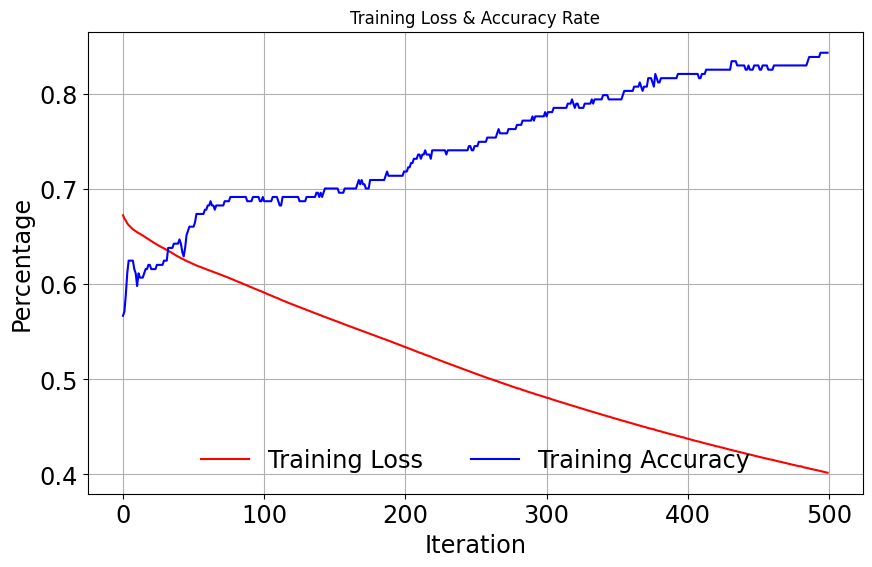 Training Loss & Accuracy Rate
Percentage
0.8
0.7
0.6
0.5
0.4
Training Loss
Training Accuracy
0 100 200 300 400 500
Iteration